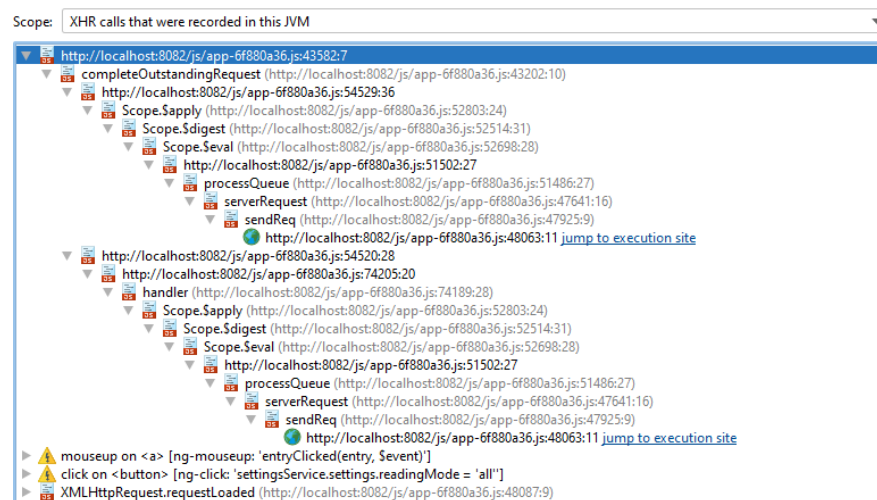 Scope: XHR calls that were recorded in this JVM
http://localhost:8082/js/app-6f880a36.js:43582:7
completeOutstandingRequest (http://localhost:8082/js/app-6f880a36.js:43202:10)
http://localhost:8082/js/app-6f880a36.js:54529:36
Scope.$apply (http://localhost:8082/js/app-6f880a36.js:52803:24)
Scope.$digest (http://localhost:8082/js/app-6f880a36.js:52514:31)
Scope.$eval (http://localhost:8082/js/app-6f880a36.js:52698:28)
http://localhost:8082/js/app-6f880a36.js:51502:27
processQueue (http://localhost:8082/js/app-6f880a36.js:51486:27)
serverRequest (http://localhost:8082/js/app-6f880a36.js:47641:16)
sendReq (http://localhost:8082/js/app-6f880a36.js:47925:9)
http://localhost:8082/js/app-6f880a36.js:48063:11 jump to execution site
http://localhost:8082/js/app-6f880a36.js:54520:28
http://localhost:8082/js/app-6f880a36.js:74205:20
handler (http://localhost:8082/js/app-6f880a36.js:74189:28)
Scope.$apply (http://localhost:8082/js/app-6f880a36.js:52803:24)
Scope.$digest (http://localhost:8082/js/app-6f880a36.js:52514:31)
Scope.$eval (http://localhost:8082/js/app-6f880a36.js:52698:28)
http://localhost:8082/js/app-6f880a36.js:51502:27
processQueue (http://localhost:8082/js/app-6f880a36.js:51486:27)
serverRequest (http://localhost:8082/js/app-6f880a36.js:47641:16)
sendReq (http://localhost:8082/js/app-6f880a36.js:47925:9)
http://localhost:8082/js/app-6f880a36.js:48063:11 jump to execution site
mouseup on <a> [ng-mouseup: 'entryClicked(entry, $event)']
click on <button> [ng-click: 'settingsService.settings.readingMode = 'all'']
XMLHttpRequest.requestLoaded (http://localhost:8082/js/app-6f880a36.js:48087:9)